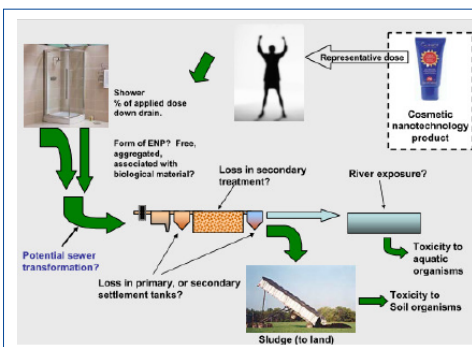 Representative dose
Cosmetic
nanotechnology
product
Shower
% of applied dose
down drain.
Form of ENP? Free,
aggregated,
associated with
biological material?
Loss in secondary
treatment?
River exposure?
Potential sewer
transformation?
Loss in primary, or secondary
settlement tanks?
Toxicity to
aquatic
organisms
Toxicity to
Soil organisms
Sludge (to land)